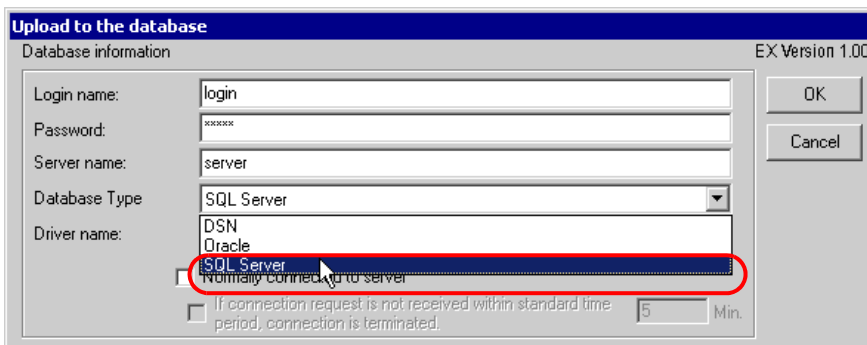 Upload to the database
Database information
EX Version 1.00
Login name:
login
OK
Password:
xxxxx
Cancel
Server name:
server
Database Type
SQL Server
Driver name:
DSN
Oracle
SQL Server
Normally connected to server
If connection request is not received within standard time
period, connection is terminated.
5
Min.